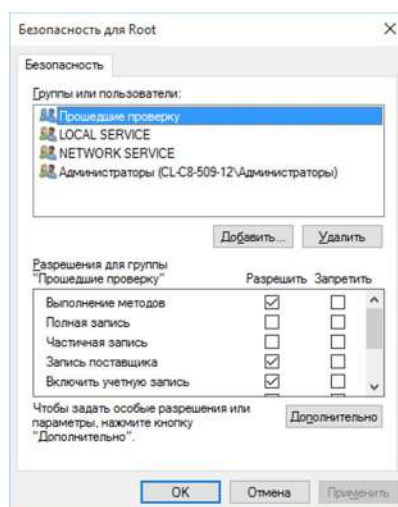 Безопасность для Root
Безопасность
Группы или пользователи:
Прошедшие проверку
LOCAL SERVICE
NETWORK SERVICE
Администраторы (CL-C8-509-12\Администраторы)
Добавить... Удалить
Разрешения для группы
"Прошедшие проверку" Разрешить Запретить
Выполнение методов
Полная запись
Частичная запись
Запись поставщика
Включить учетную запись
Чтобы задать особые разрешения или
параметры, нажмите кнопку
"Дополнительно".
Дополнительно
ОК Отмена Применить